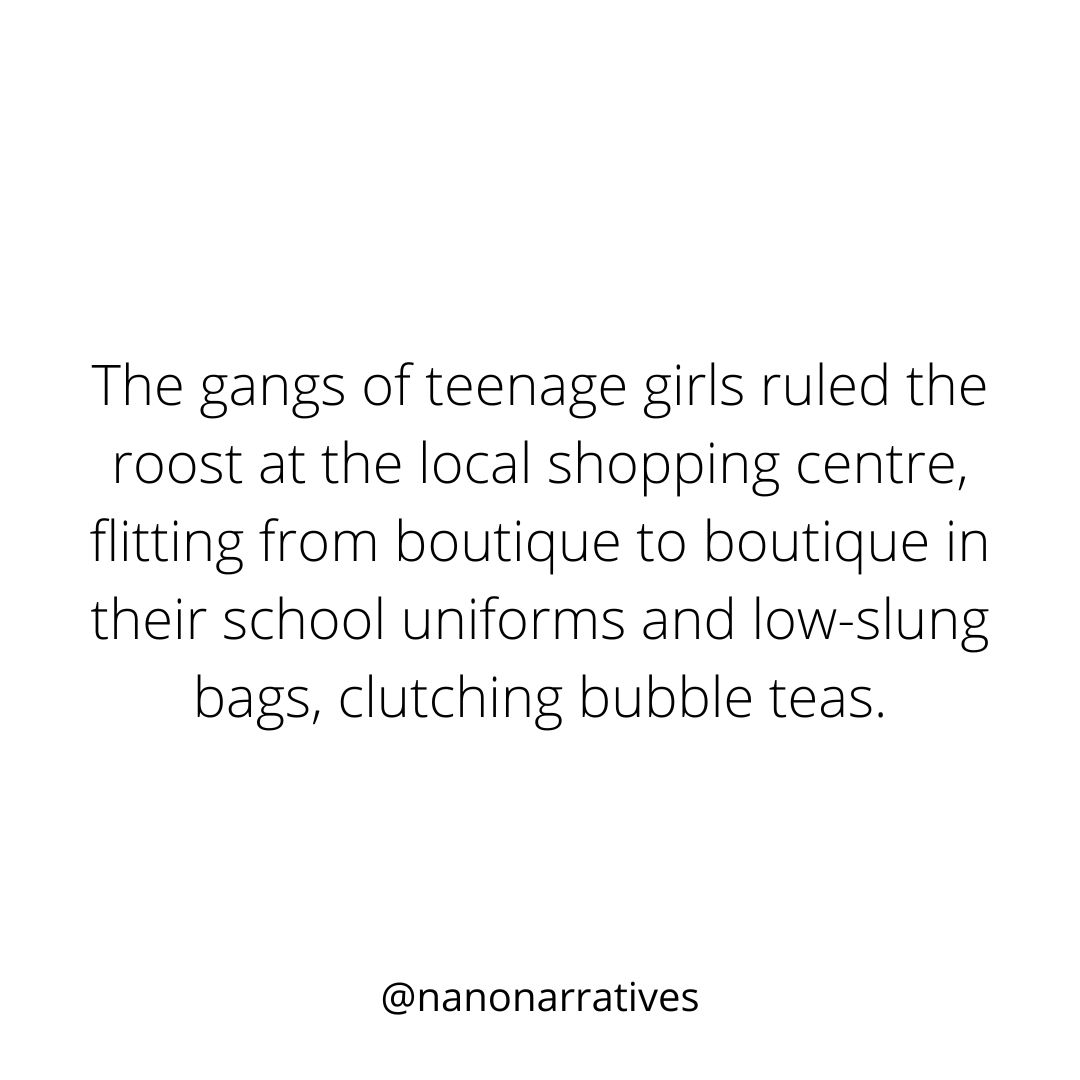 The gangs of teenage girls ruled the
roost at the local shopping centre,
flitting from boutique to boutique in
their school uniforms and low-slung
bags, clutching bubble teas.
@nanonarratives